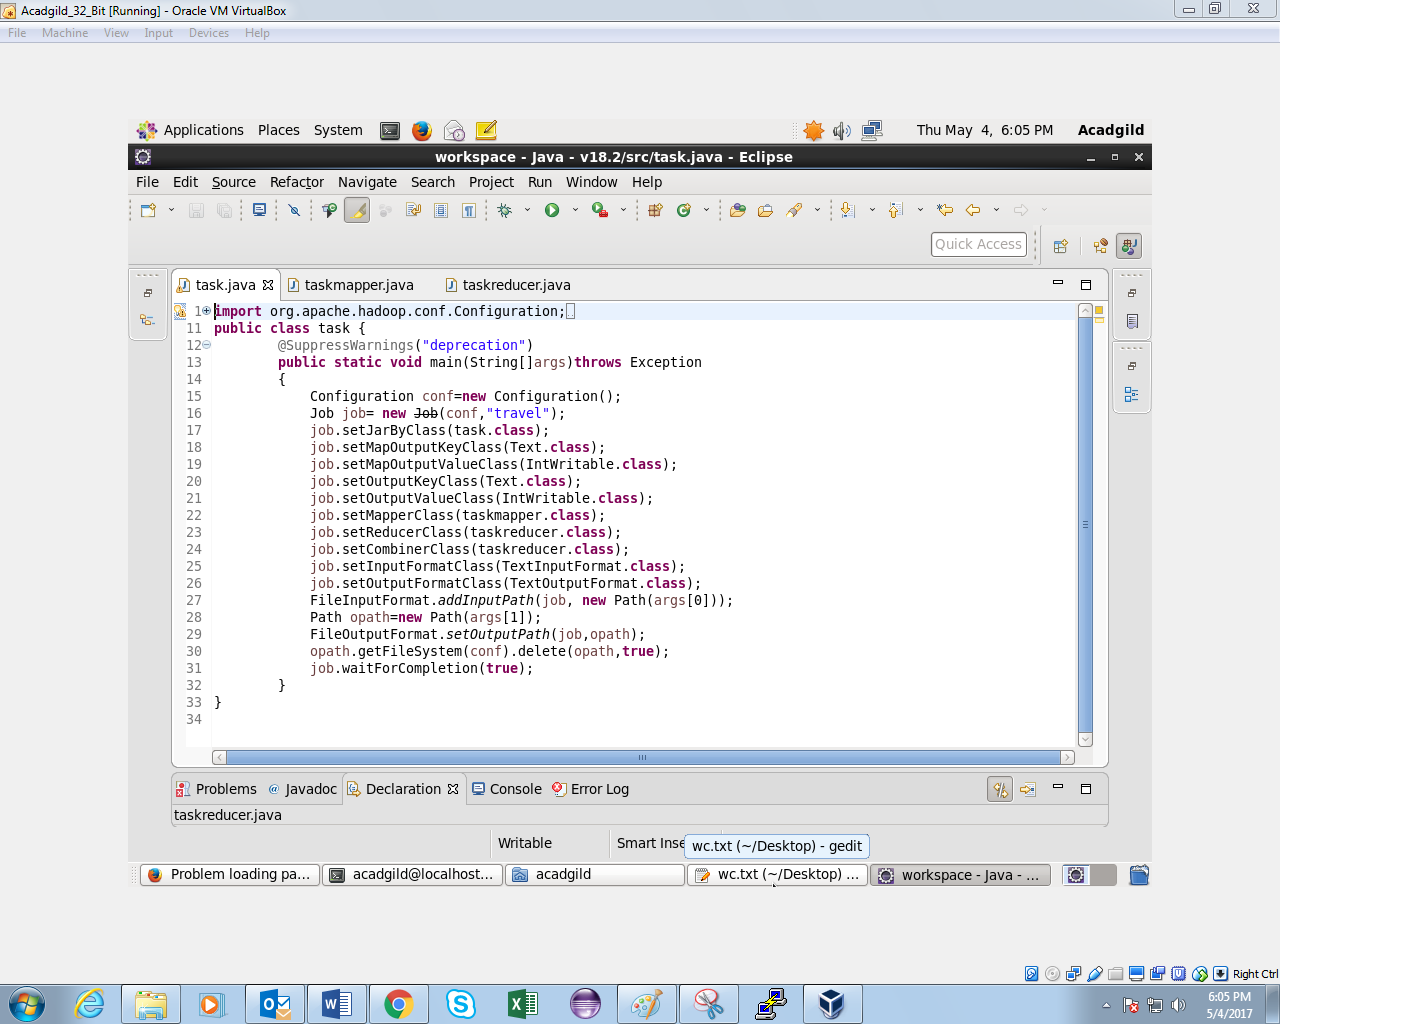 Acadgild_32_Bit [Running] - Oracle VM VirtualBox
File Machine View Input Devices Help
Applications Places System Thu May 4, 6:05 PM Acadgild
workspace - Java - v18.2/src/task.java - Eclipse
File Edit Source Refactor Navigate Search Project Run Window Help
Quick Access
task.java taskmapper.java taskreducer.java
1 import org.apache.hadoop.conf.Configuration;
11 public class task {
12 @SuppressWarnings("deprecation")
13 public static void main(String[]args)throws Exception
14 {
15 Configuration conf=new Configuration();
16 Job job= new Job(conf,"travel");
17 job.setJarByClass(task.class);
18 job.setMapOutputKeyClass(Text.class);
19 job.setMapOutputValueClass(IntWritable.class);
20 job.setOutputKeyClass(Text.class);
21 job.setOutputValueClass(IntWritable.class);
22 job.setMapperClass(taskmapper.class);
23 job.setReducerClass(taskreducer.class);
24 job.setCombinerClass(taskreducer.class);
25 job.setInputFormatClass(TextInputFormat.class);
26 job.setOutputFormatClass(TextOutputFormat.class);
27 FileInputFormat.addInputPath(job, new Path(args[0]));
28 Path opath=new Path(args[1]);
29 FileOutputFormat.setOutputPath(job,opath);
30 opath.getFileSystem(conf).delete(opath,true);
31 job.waitForCompletion(true);
32 }
33 }
34
Problems @ Javadoc Declaration Console Error Log
taskreducer.java
Writable Smart Inse
wc.txt (~/Desktop) - gedit
Problem loading pa... acadgild@localhost... acadgild wc.txt (~/Desktop) ... workspace - Java - ...
Right Ctrl
6:05 PM
5/4/2017